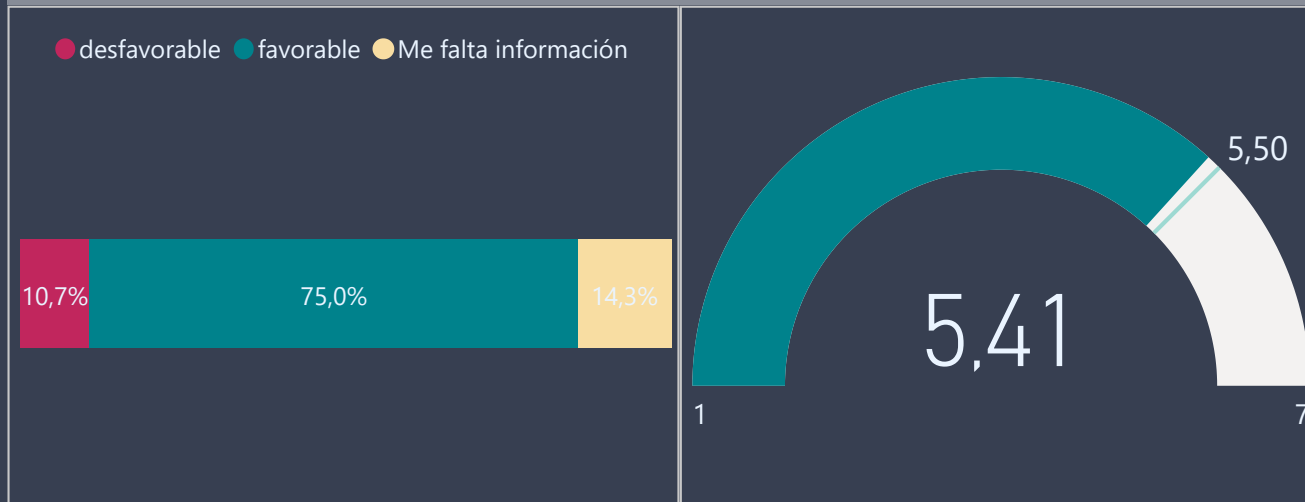 desfavorable favorable Me falta información
10,7% 75,0% 14,3%
5,50
5,41
1 7